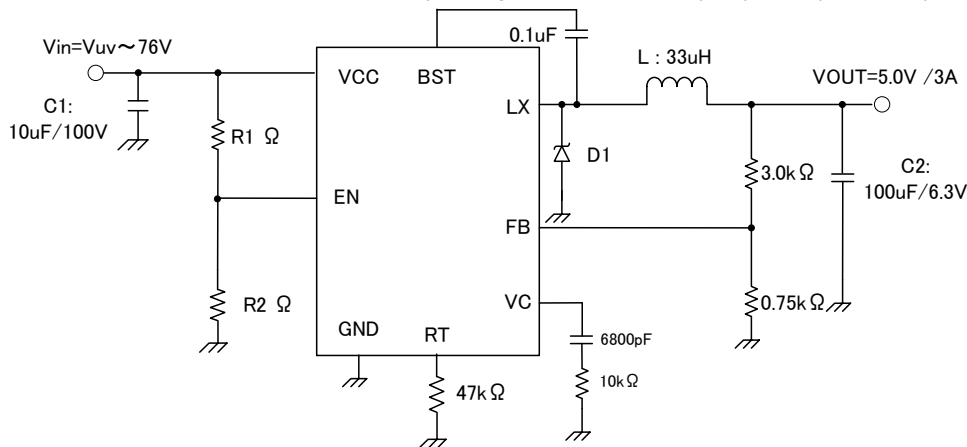 Vin=Vuv～76V
C1:
10uF/100V
R1 Ω
R2 Ω
VCC
BST
LX
EN
FB
VC
GND
RT
47kΩ
0.1uF
L : 33uH
D1
6800pF
10kΩ
VOUT=5.0V /3A
3.0kΩ
C2:
100uF/6.3V
0.75kΩ